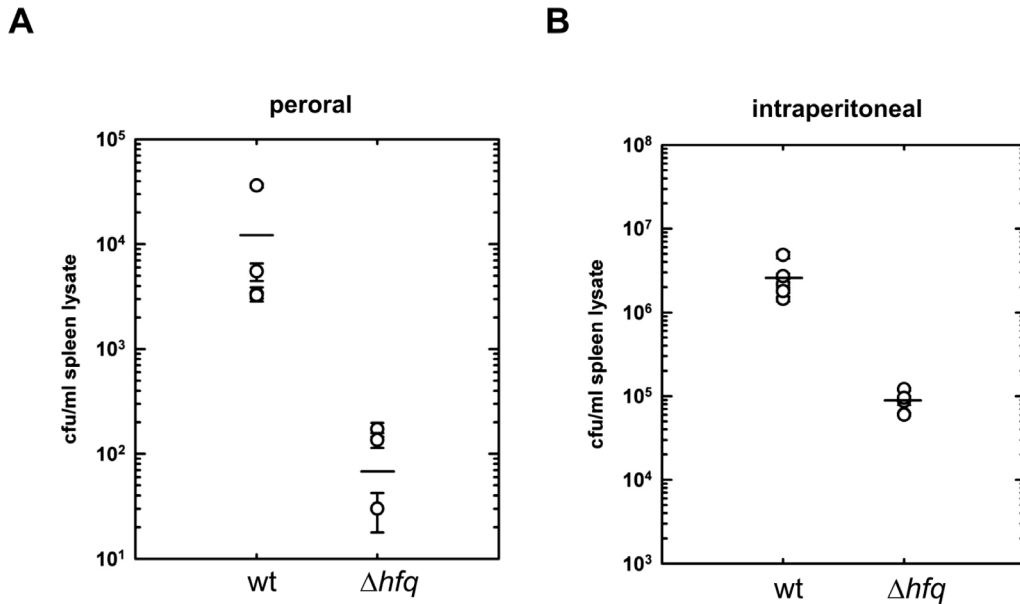 A
B
peroral
intraperitoneal
cfu/ml spleen lysate
10^5
10^4
10^3
10^2
10^1
wt
Δhfq
cfu/ml spleen lysate
10^8
10^7
10^6
10^5
10^4
10^3
wt
Δhfq